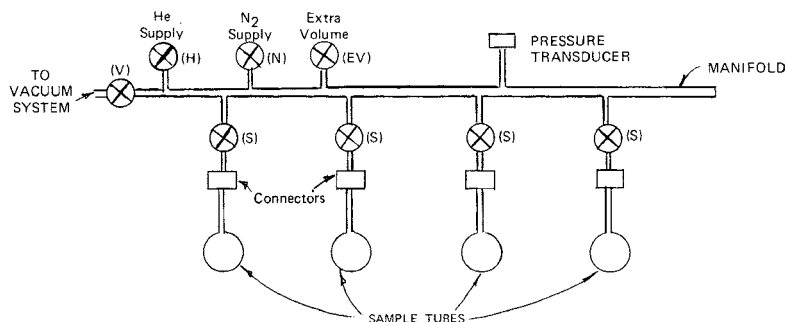 He
Supply
(H)
N2
Supply
(N)
Extra
Volume
(EV)
PRESSURE
TRANSDUCER
MANIFOLD
TO
VACUUM
SYSTEM
(V)
(S)
(S)
(S)
(S)
Connectors
SAMPLE TUBES